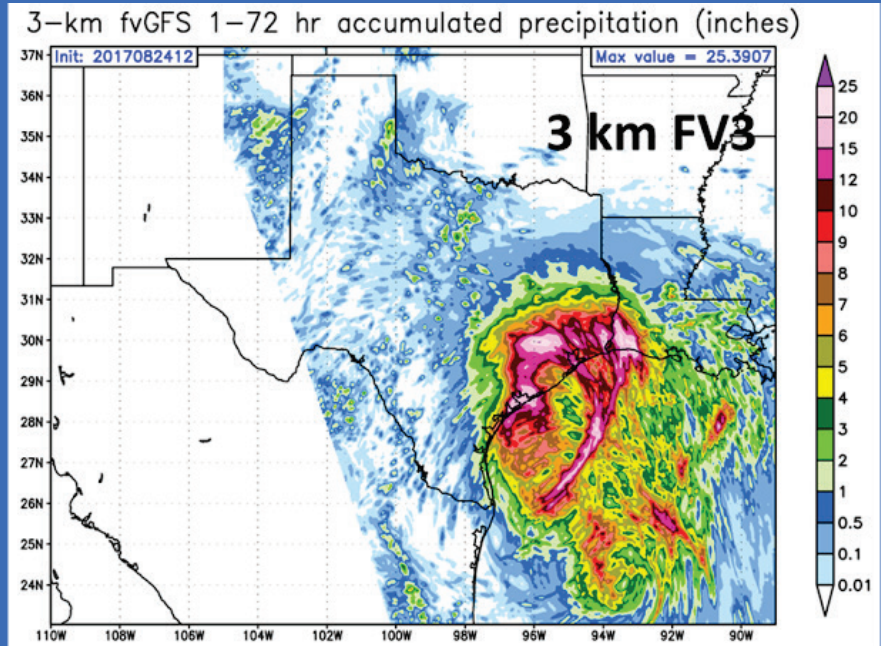 3-km fvGFS 1-72 hr accumulated precipitation (inches)
Init: 2017082412
Max value = 25.3907
3 km FV3
37N
36N
35N
34N
33N
32N
31N
30N
29N
28N
27N
26N
25N
24N
110W
108W
106W
104W
102W
100W
98W
96W
94W
92W
90W
25
20
15
12
10
9
8
7
6
5
4
3
2
1
0.5
0.1
0.01